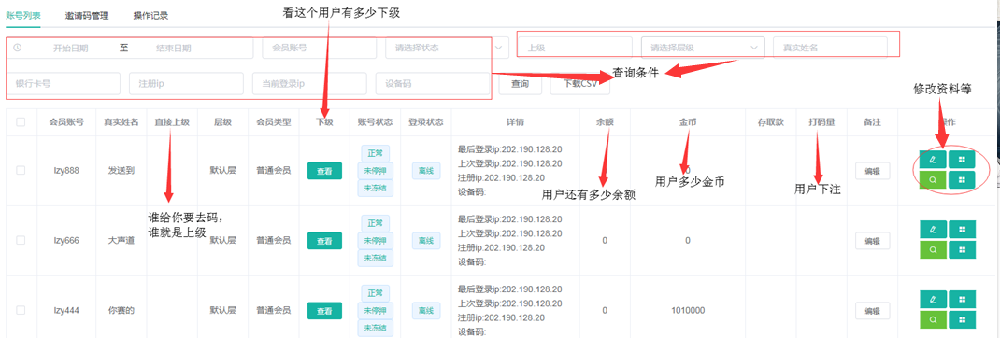 看这个用户有多少下级
账号列表 邀请码管理 操作记录
开始日期 至 结束日期 会员账号 请选择状态 上级 请选择层级 真实姓名
查询条件
银行卡号 注册ip 当前登录ip 设备码 查询 下载CSV
修改资料等
会员账号 真实姓名 直接上级 层级 会员类型 下级 账号状态 登录状态 详情 余额 金币 存取款 打码量 备注 操作
lzy888 发送到 默认层 普通会员 查看 正常 未停押 未冻结 离线 编辑
最后登录ip:202.190.128.20
上次登录ip:202.190.128.20
注册ip:202.190.128.20
设备码:
0
用户还有多少余额
用户多少金币
用户下注
谁给你要去码，
谁就是上级
lzy666 大声道 默认层 普通会员 查看 正常 未停押 未冻结 离线
最后登录ip:202.190.128.20
上次登录ip:202.190.128.20
注册ip:202.190.128.20
设备码:
0 0 编辑
lzy444 你赛的 默认层 普通会员 查看 正常 未停押 未冻结 离线
最后登录ip:202.190.128.20
上次登录ip:202.190.128.20
注册ip:202.190.128.20
设备码:
0 1010000 编辑